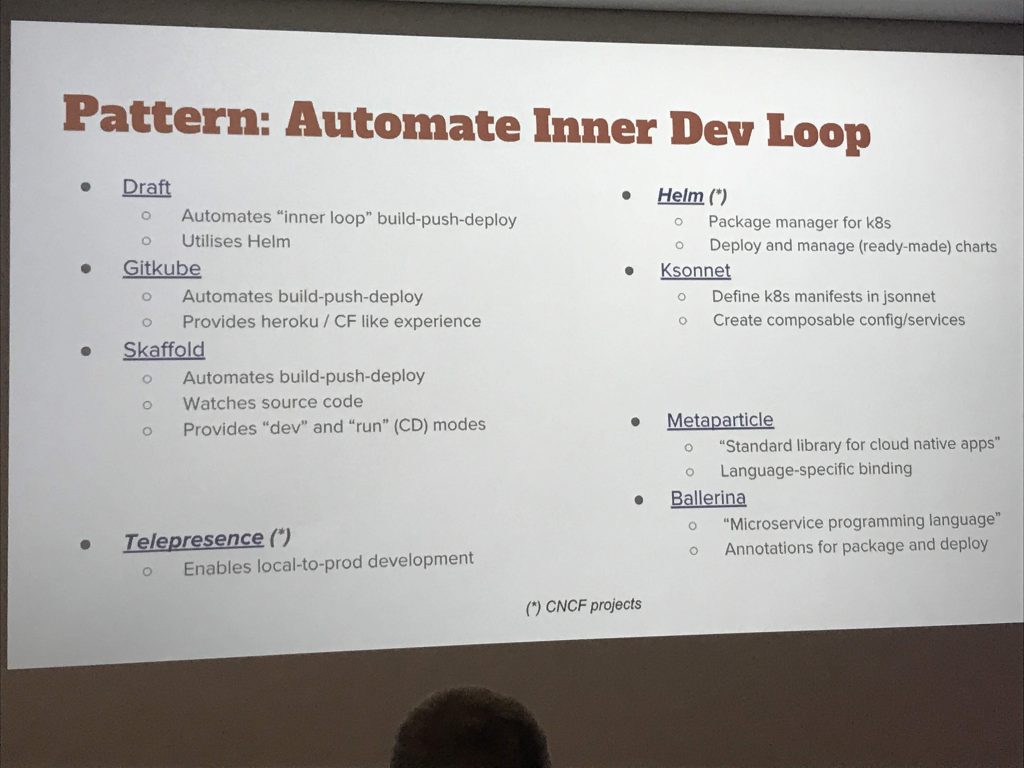 Pattern: Automate Inner Dev Loop
● Draft
○ Automates “inner loop” build-push-deploy
○ Utilises Helm
● Gitkube
○ Automates build-push-deploy
○ Provides heroku / CF like experience
● Skaffold
○ Automates build-push-deploy
○ Watches source code
○ Provides “dev” and “run” (CD) modes
● Telepresence (*)
○ Enables local-to-prod development
● Helm (*)
○ Package manager for k8s
○ Deploy and manage (ready-made) charts
● Ksonnet
○ Define k8s manifests in jsonnet
○ Create composable config/services
● Metaparticle
○ “Standard library for cloud native apps”
○ Language-specific binding
● Ballerina
○ “Microservice programming language”
○ Annotations for package and deploy
(*) CNCF projects